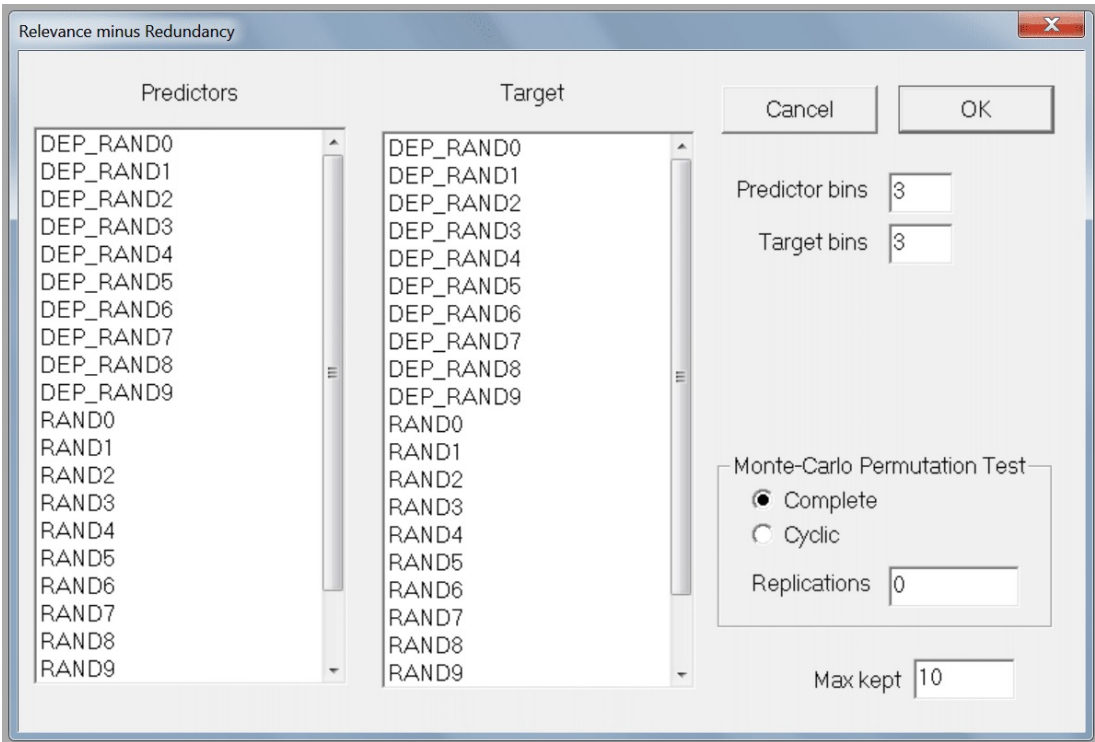 Relevance minus Redundancy
Predictors
DEP_RAND0
DEP_RAND1
DEP_RAND2
DEP_RAND3
DEP_RAND4
DEP_RAND5
DEP_RAND6
DEP_RAND7
DEP_RAND8
DEP_RAND9
RAND0
RAND1
RAND2
RAND3
RAND4
RAND5
RAND6
RAND7
RAND8
RAND9
Target
DEP_RAND0
DEP_RAND1
DEP_RAND2
DEP_RAND3
DEP_RAND4
DEP_RAND5
DEP_RAND6
DEP_RAND7
DEP_RAND8
DEP_RAND9
RAND0
RAND1
RAND2
RAND3
RAND4
RAND5
RAND6
RAND7
RAND8
RAND9
Cancel OK
Predictor bins 3
Target bins 3
Monte-Carlo Permutation Test
Complete
Cyclic
Replications 0
Max kept 10